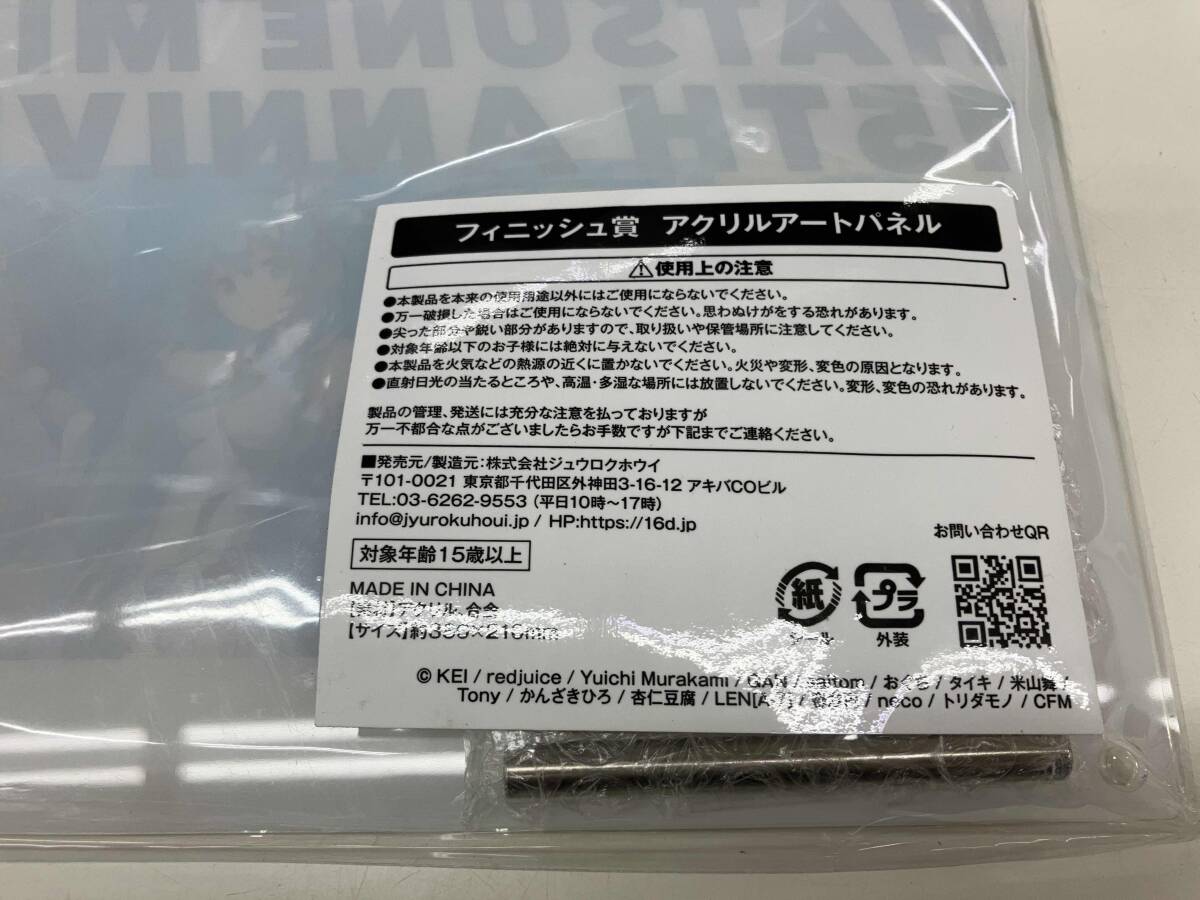 HATSUNE MI
15TH ANNIV
フィニッシュ賞 アクリルアートパネル
⚠使用上の注意
●本製品を本来の使用用途以外にはご使用にならないでください。
●万一破損した場合はご使用にならないでください。思わぬけがをする恐れがあります。
●尖った部分や鋭い部分がありますので、取り扱いや保管場所に注意してください。
●対象年齢以下のお子様には絶対に与えないでください。
●本製品を火気などの熱源の近くに置かないでください。火災や変形、変色の原因となります。
●直射日光の当たるところや、高温・多湿な場所には放置しないでください。変形、変色の恐れがあります。
製品の管理、発送には充分な注意を払っておりますが
万一不都合な点がございましたらお手数ですが下記までご連絡ください。
■発売元/製造元:株式会社ジュウロクホウイ
〒101-0021 東京都千代田区外神田3-16-12 アキバCOビル
TEL:03-6262-9553 (平日10時～17時)
info@jyurokuhoui.jp / HP:https://16d.jp
お問い合わせQR
対象年齢15歳以上
MADE IN CHINA
【素材】アクリル、合金
【サイズ】約
紙
シール
プラ
外装
© KEI / redjuice / Yuichi Murakami / GAN / saitom / おぐち / タイキ / 米山舞 /
Tony / かんざきひろ / 杏仁豆腐 / LEN / neco / トリダモノ / CFM